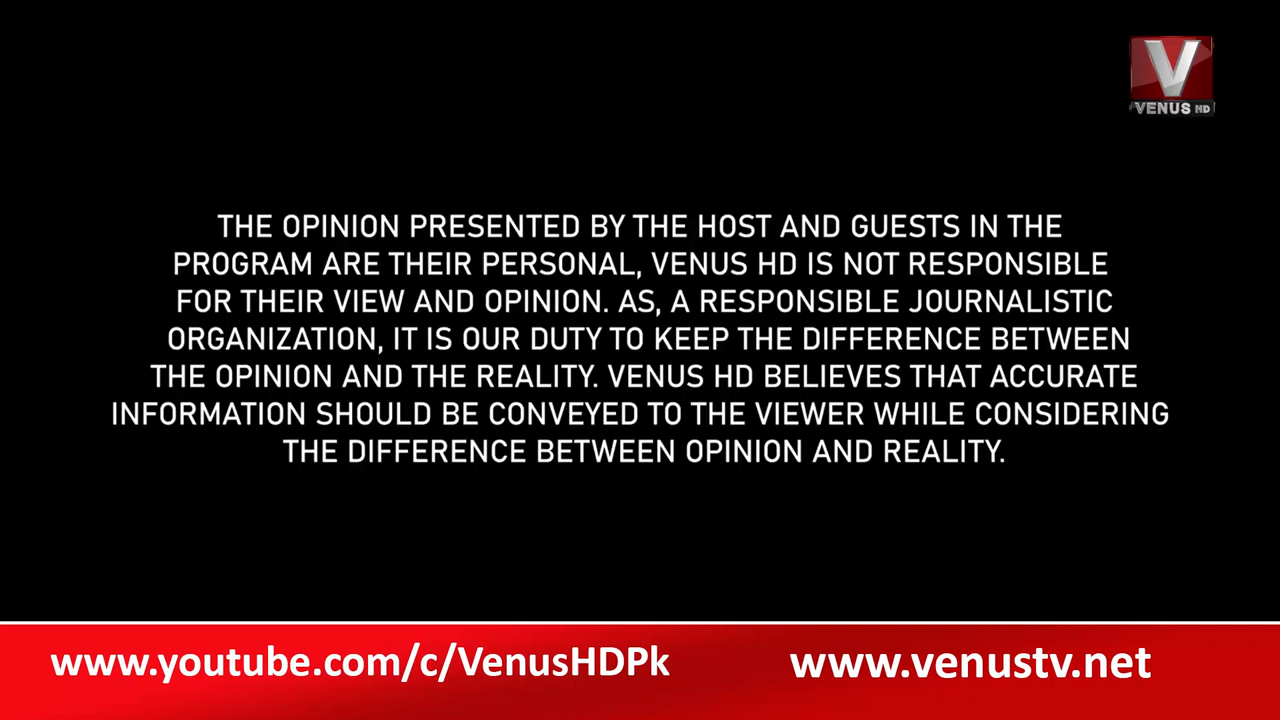 V
VENUS HD
THE OPINION PRESENTED BY THE HOST AND GUESTS IN THE
PROGRAM ARE THEIR PERSONAL, VENUS HD IS NOT RESPONSIBLE
FOR THEIR VIEW AND OPINION. AS, A RESPONSIBLE JOURNALISTIC
ORGANIZATION, IT IS OUR DUTY TO KEEP THE DIFFERENCE BETWEEN
THE OPINION AND THE REALITY. VENUS HD BELIEVES THAT ACCURATE
INFORMATION SHOULD BE CONVEYED TO THE VIEWER WHILE CONSIDERING
THE DIFFERENCE BETWEEN OPINION AND REALITY.
www.youtube.com/c/VenusHDPk
www.venustv.net